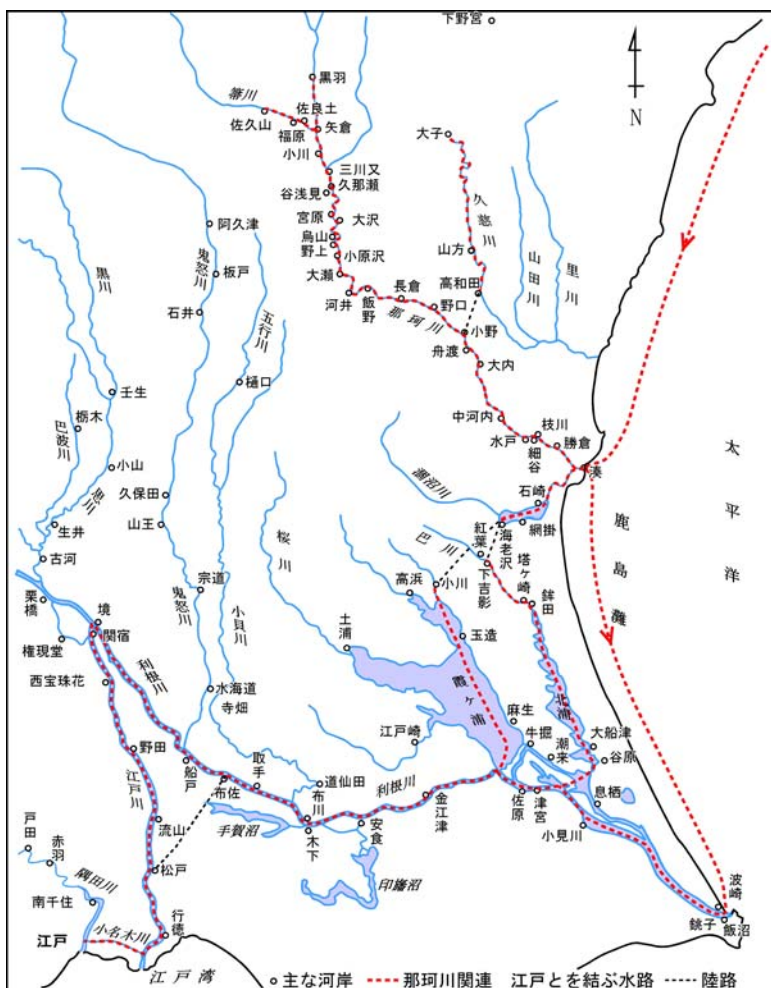 下野宮
黒羽
箒川
佐良土
佐久山
福原
矢倉
小川
大子
三川又
久那瀬
谷浅見
宮原
大沢
烏山
野上
小原沢
大瀬
河井
飯野
長倉
野口
那珂川
久慈川
山方
高和田
山田川
里川
小野
舟渡
大内
阿久津
鬼怒川
板戸
石井
五行川
樋口
黒川
壬生
栃木
巴波川
思川
小山
久保田
山王
生井
古河
栗橋
境
関宿
権現堂
西宝珠花
中河内
枝川
水戸
細谷
勝倉
湊
涸沼川
石崎
網掛
海老沢
紅葉
巴川
下吉影
塔ヶ崎
鉾田
太平洋
鹿島灘
桜川
高浜
小川
玉造
土浦
霞ヶ浦
鬼怒川
宗道
小貝川
水海道
寺畑
利根川
江戸崎
麻生
牛掘
潮来
北浦
大船津
谷原
息栖
野田
江戸川
船戸
布佐
取手
道仙田
布川
利根川
金江津
佐原
津宮
小見川
手賀沼
木下
安食
印旛沼
流山
松戸
戸田
赤羽
隅田川
南千住
行徳
小名木川
江戸
江戸湾
波崎
銚子
飯沼
N
主な河岸
那珂川関連 江戸とを結ぶ水路
陸路